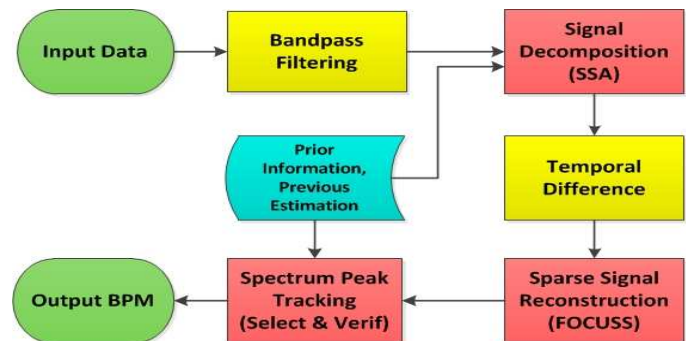 Input Data
Bandpass
Filtering
Signal
Decomposition
(SSA)
Prior
Information,
Previous
Estimation
Temporal
Difference
Output BPM
Spectrum Peak
Tracking
(Select & Verif)
Sparse Signal
Reconstruction
(FOCUSS)